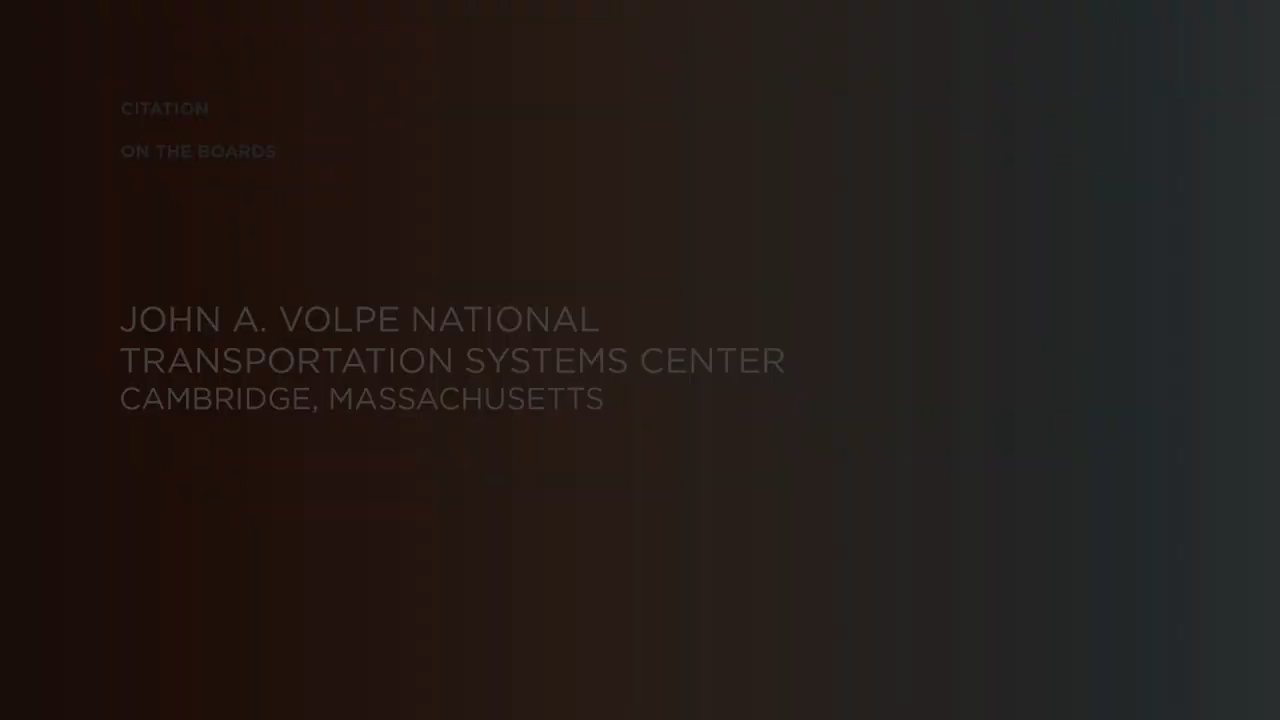 CITATION
ON THE BOARDS
JOHN A. VOLPE NATIONAL
TRANSPORTATION SYSTEMS CENTER
CAMBRIDGE, MASSACHUSETTS